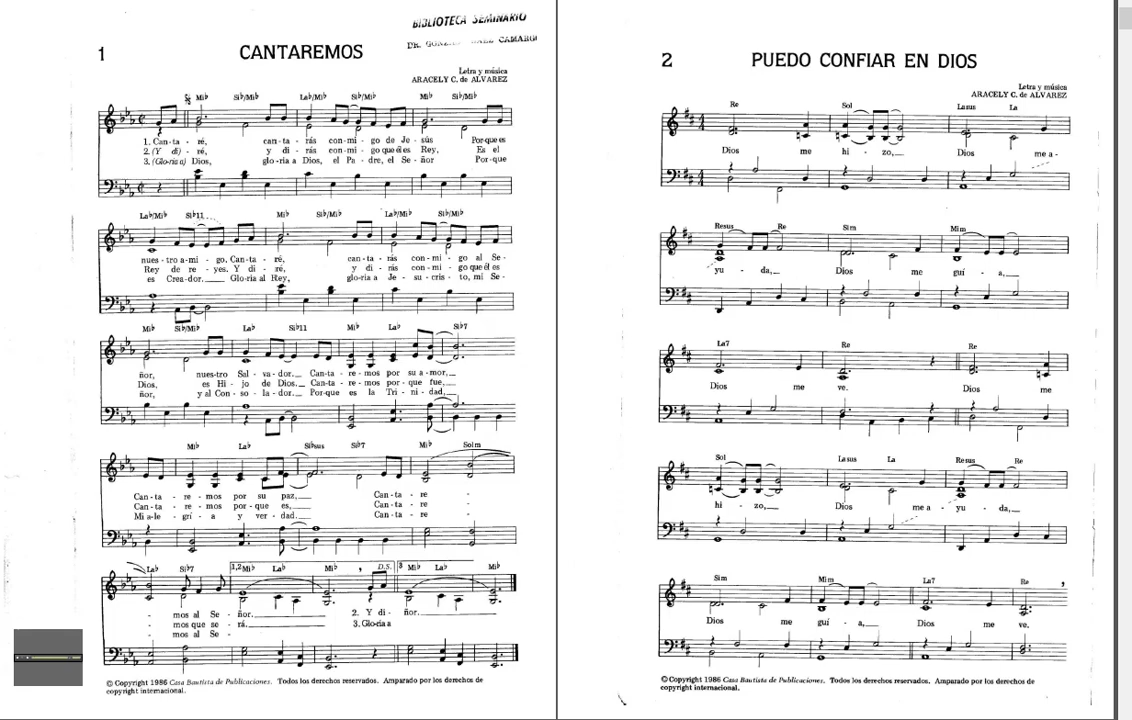 BIBLIOTECA SEMINARIO
DR.
1 CANTAREMOS
Letra y música
ARACELY C. de ALVAREZ
Mib Sib/Mib Lab/Mib Sib/Mib Mib Sib/Mib
1. Can-ta - ré, can-ta - rás con-mi - go de Je - sús Por-que es
2. (Y di) - ré, y di - rás con-mi - go que él es Rey, Es el
3. (Gloria a) Dios, glo-ria a Dios, el Pa - dre, el Se - ñor Por-que
Lab/Mib Sib11 Mib Sib/Mib Lab/Mib Sib/Mib
nues-tro a-mi - go, Can-ta - ré, can-ta - rás con-mi - go al Se-
Rey de re - yes. Y di - ré, y di - rás con-mi - go que él es
es Crea-dor. Glo-ria al Rey, glo-ria a Je - su-cris - to, mi Se-
Mib Sib/Mib Lab Sib11 Mib Lab Sib7
ñor, nues-tro Sal - va-dor. Can-ta - re-mos por su a-mor,
Dios, es Hi - jo de Dios. Can-ta - re-mos por-que fue,
ñor, y al Con - so - la-dor. Por-que es la Tri - ni - dad,
Mib Lab Sibsus Sib7 Mib Solm
Can-ta - re - mos por su paz, Can-ta - re -
Can-ta - re - mos por-que es, Can-ta - re
Mi a-le - grí - a y ver-dad. Can-ta - re
Lab Sib7 1,2 Mib Lab Mib D.S. 3 Mib Lab Mib
- mos al Se - ñor. 2. Y di - ñor.
- mos que se - rá. 3. Gloria a
- mos al Se -
© Copyright 1986 Casa Bautista de Publicaciones. Todos los derechos reservados. Amparado por los derechos de
copyright internacional.
2 PUEDO CONFIAR EN DIOS
Letra y música
ARACELY C. de ALVAREZ
Re Sol Lasus La
Dios me hi - zo, Dios me a-
Resus Re Sim Mim
yu - da, Dios me guí - a,
La7 Re Re
Dios me ve. Dios me
Sol Lasus La Resus Re
hi - zo, Dios me a - yu - da,
Sim Mim La7 Re
Dios me guí - a, Dios me ve.
© Copyright 1986 Casa Bautista de Publicaciones. Todos los derechos reservados. Amparado por los derechos de
copyright internacional.